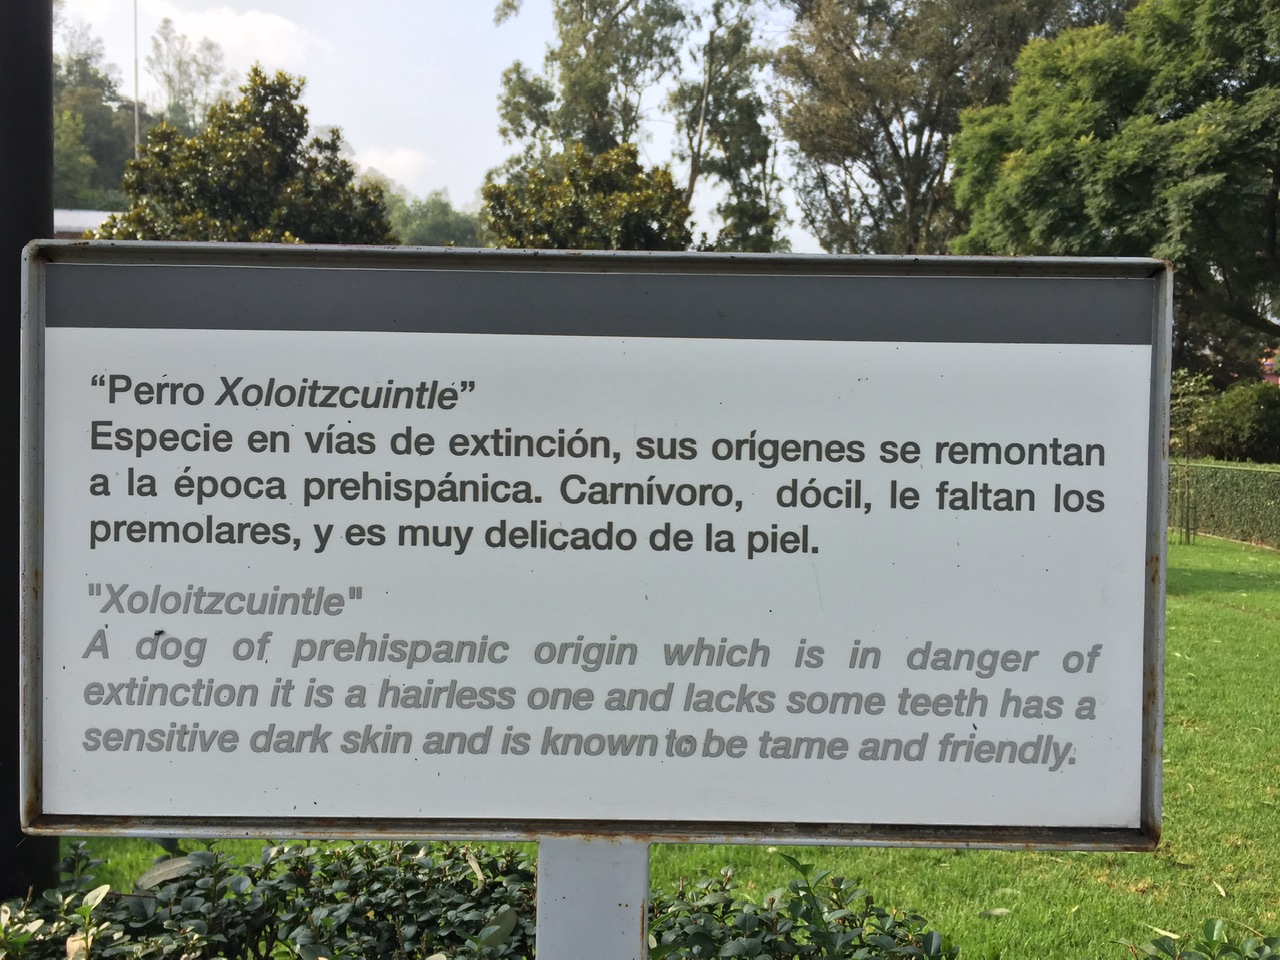 “Perro Xoloitzcuintle”
Especie en vías de extinción, sus orígenes se remontan
a la época prehispánica. Carnívoro, dócil, le faltan los
premolares, y es muy delicado de la piel.
"Xoloitzcuintle"
A dog of prehispanic origin which is in danger of
extinction it is a hairless one and lacks some teeth has a
sensitive dark skin and is known to be tame and friendly.